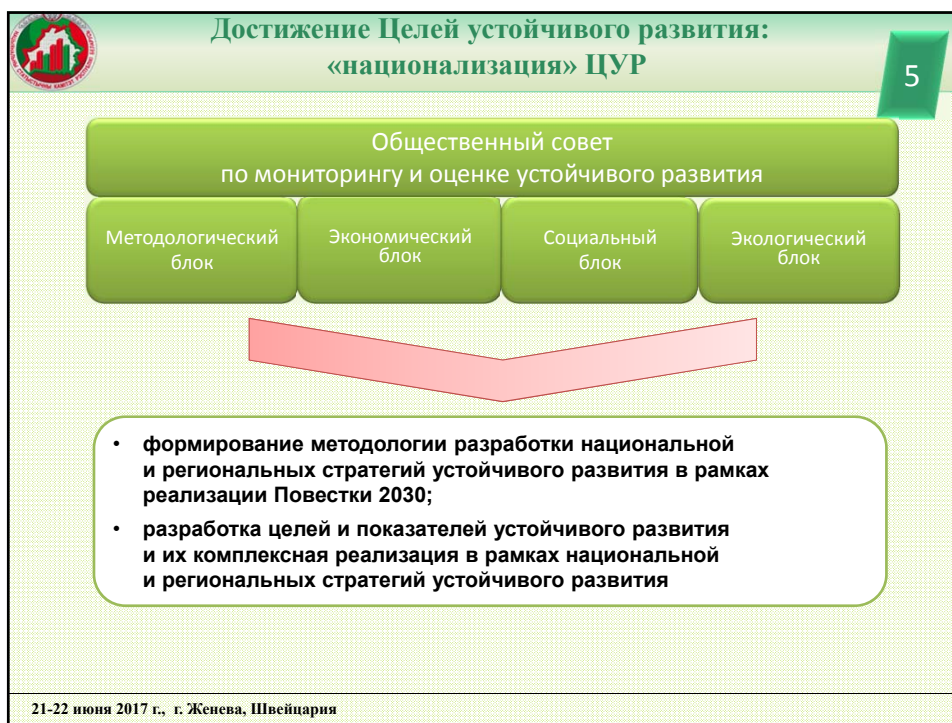 Достижение Целей устойчивого развития:
«национализация» ЦУР
5
Общественный совет
по мониторингу и оценке устойчивого развития
Методологический
блок
Экономический
блок
Социальный
блок
Экологический
блок
• формирование методологии разработки национальной
и региональных стратегий устойчивого развития в рамках
реализации Повестки 2030;
• разработка целей и показателей устойчивого развития
и их комплексная реализация в рамках национальной
и региональных стратегий устойчивого развития
21-22 июня 2017 г., г. Женева, Швейцария